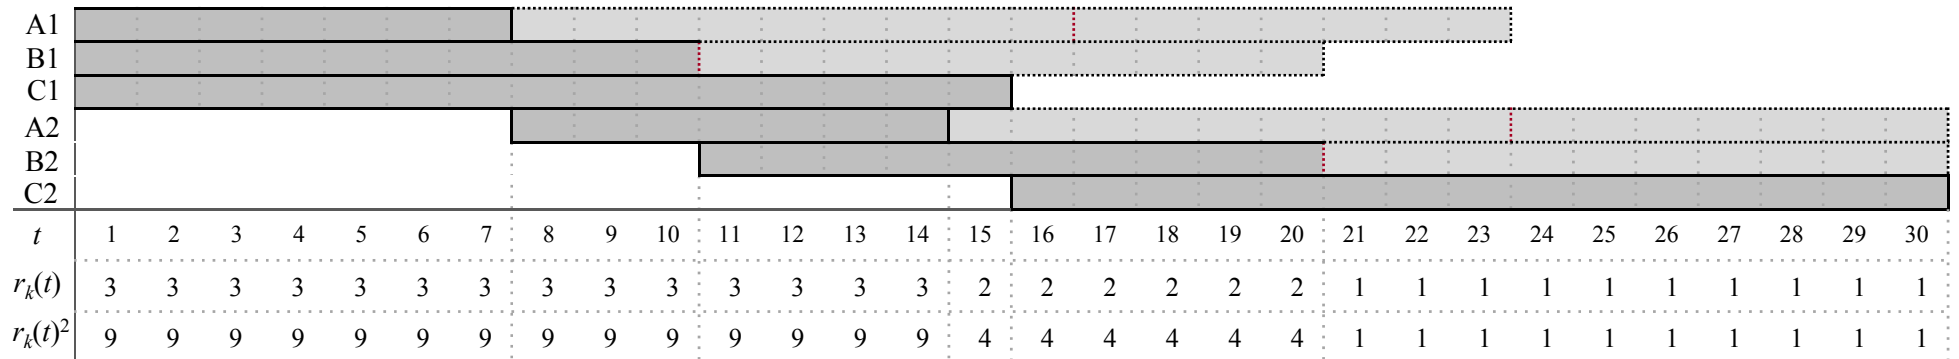 A1
B1
C1
A2
B2
C2
t 1 2 3 4 5 6 7 8 9 10 11 12 13 14 15 16 17 18 19 20 21 22 23 24 25 26 27 28 29 30
rₖ(t) 3 3 3 3 3 3 3 3 3 3 3 3 3 3 2 2 2 2 2 2 1 1 1 1 1 1 1 1 1 1
rₖ(t)² 9 9 9 9 9 9 9 9 9 9 9 9 9 9 4 4 4 4 4 4 1 1 1 1 1 1 1 1 1 1